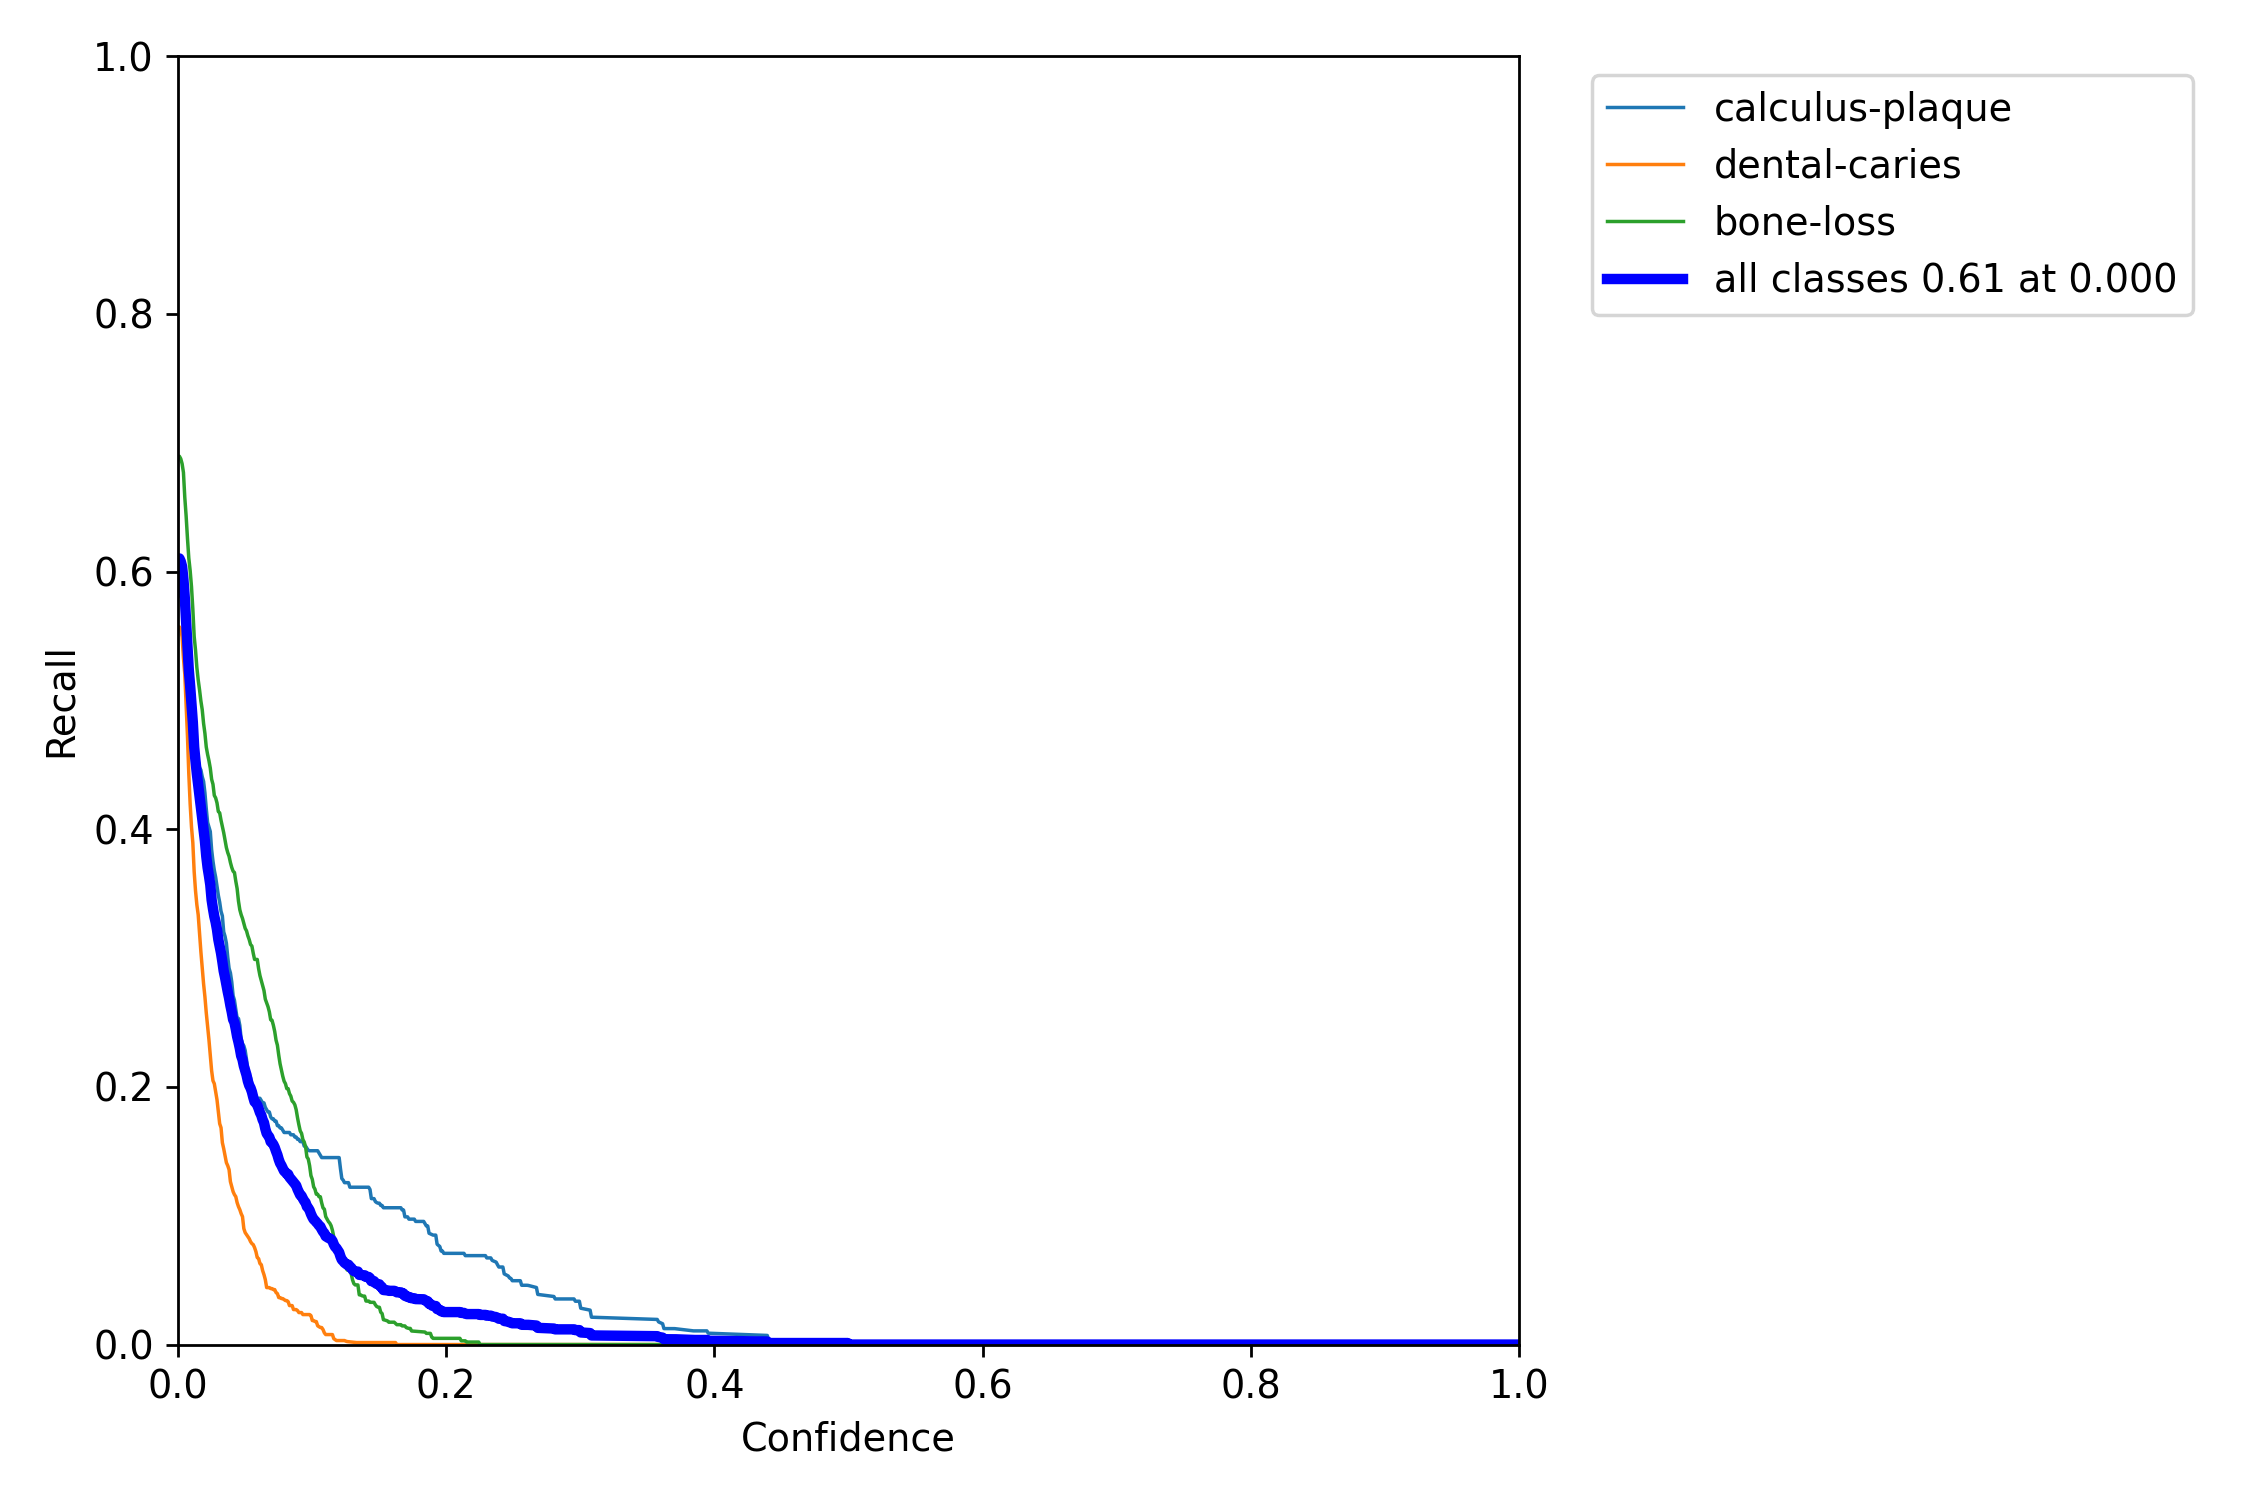 1.0
0.8
0.6
0.4
0.2
0.0
Recall
0.0 0.2 0.4 0.6 0.8 1.0
Confidence
calculus-plaque
dental-caries
bone-loss
all classes 0.61 at 0.000